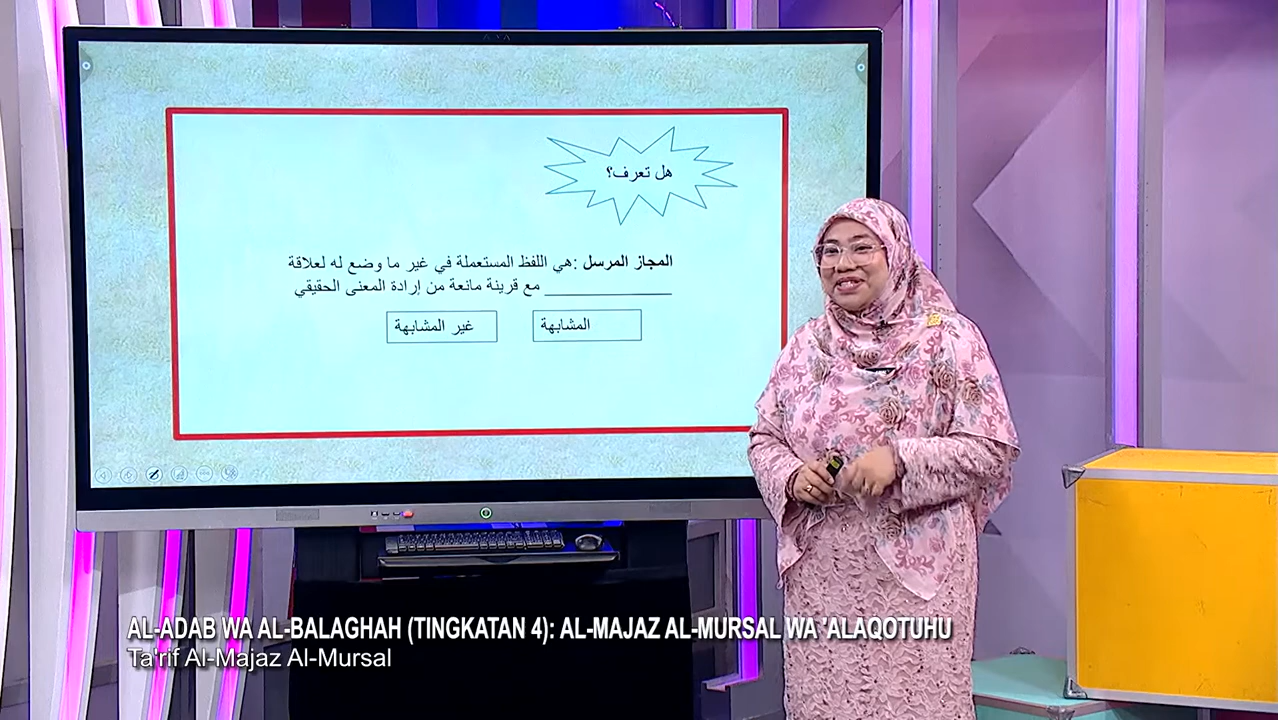 هل تعرف؟
المجاز المرسل :هي اللفظ المستعملة في غير ما وضع له لعلاقة
_______________ مع قرينة مانعة من إرادة المعنى الحقيقي
المشابهة
غير المشابهة
AL-ADAB WA AL-BALAGHAH (TINGKATAN 4): AL-MAJAZ AL-MURSAL WA 'ALAQOTUHU
Ta'rif Al-Majaz Al-Mursal